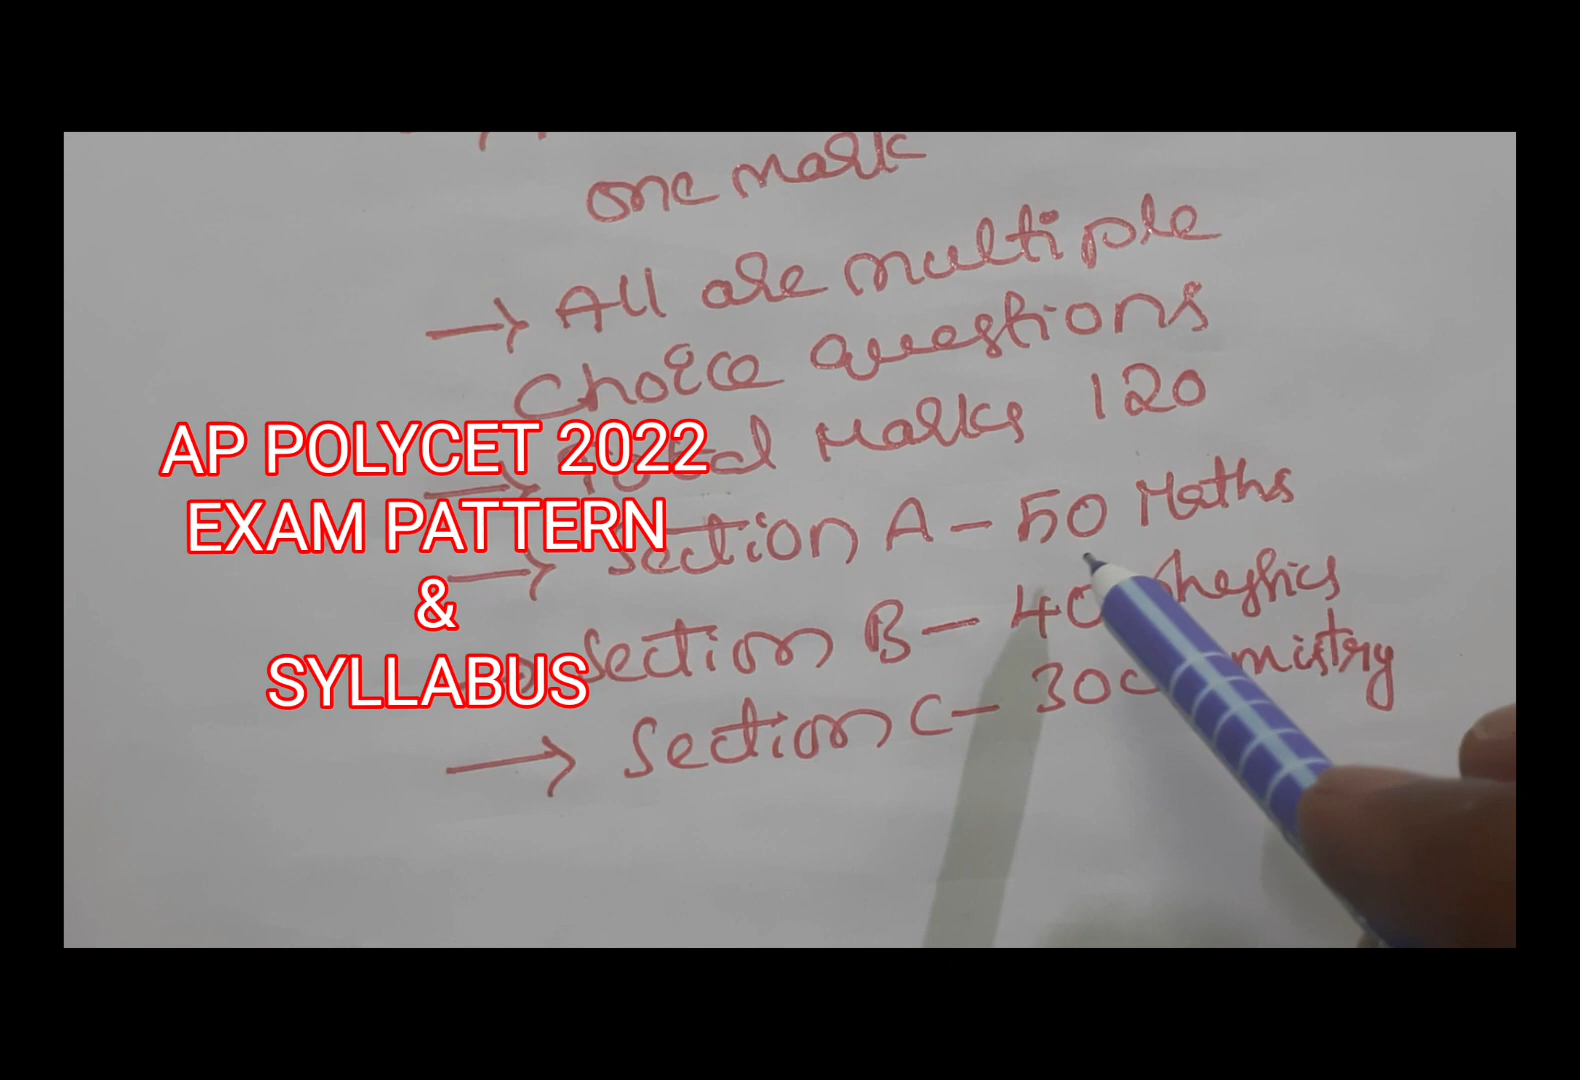 one mark
→ All are multiple
choice questions
→ Total Marks 120
→ Section A - 50 Maths
→ Section B - 40
→ Section C - 30
AP POLYCET 2022
EXAM PATTERN
&
SYLLABUS